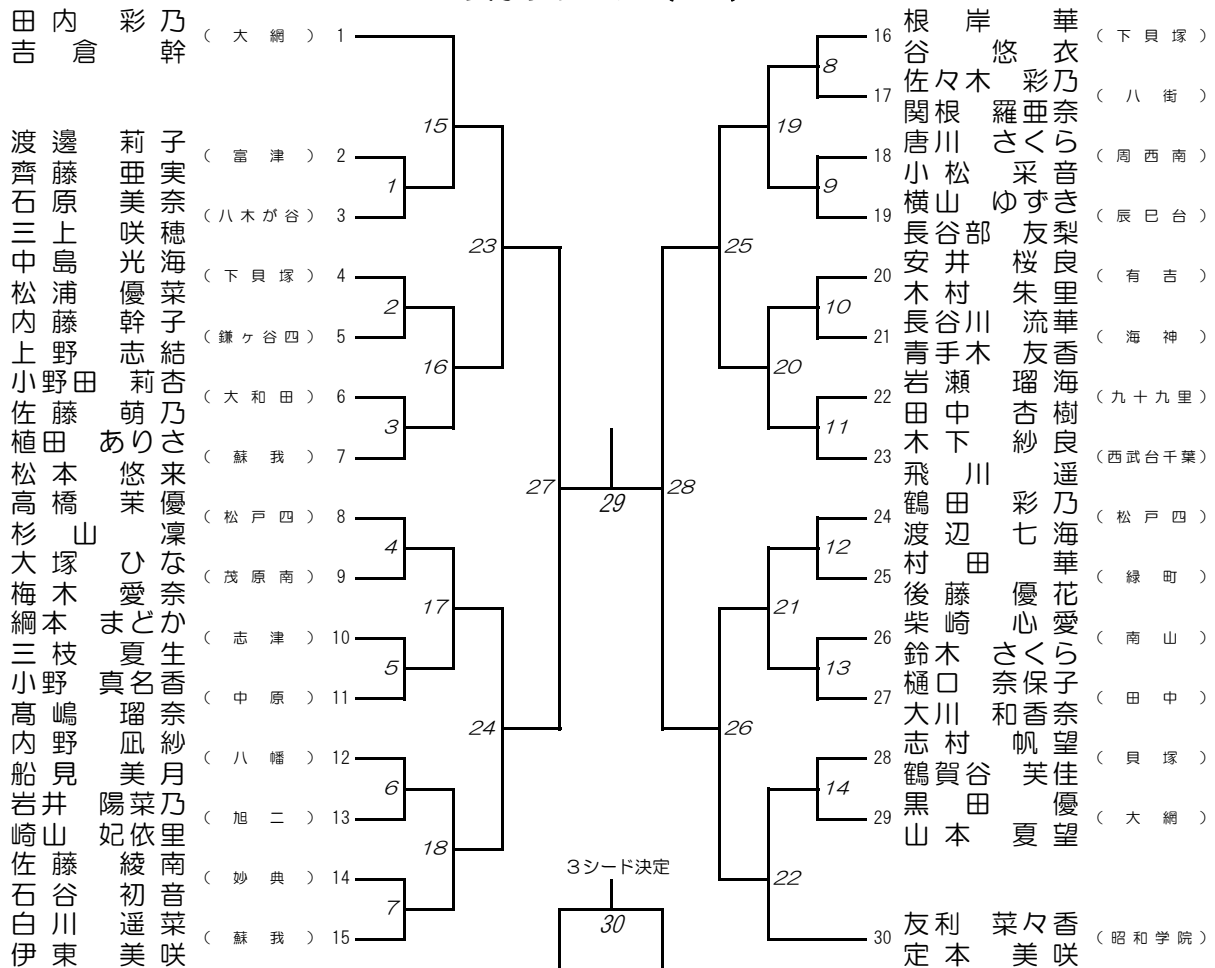 田内 彩乃
吉倉 幹
（大網） 1
渡邊 莉子
齊藤 亜実
（富津） 2
石原 美奈
三上 咲穂
（八木が谷） 3
中島 光海
松浦 優菜
（下貝塚） 4
内藤 幹子
上野 志結
（鎌ヶ谷四） 5
小野田 莉杏
佐藤 萌乃
（大和田） 6
植田 ありさ
松本 悠来
（蘇我） 7
高橋 茉優
杉山 凜
（松戸四） 8
大塚 ひな
梅木 愛奈
（茂原南） 9
綱本 まどか
三枝 夏生
（志津） 10
小野 真名香
髙嶋 瑠奈
（中原） 11
内野 凪紗
船見 美月
（八幡） 12
岩井 陽菜乃
崎山 妃依里
（旭二） 13
佐藤 綾南
石谷 初音
（妙典） 14
白川 遥菜
伊東 美咲
（蘇我） 15
1
2
3
4
5
6
7
15
16
17
18
23
24
27
29
3シード決定
30
28
25
26
19
20
21
22
8
9
10
11
12
13
14
16 根岸 華
谷 悠衣
（下貝塚）
17 佐々木 彩乃
関根 羅亜奈
（八街）
18 唐川 さくら
小松 采音
（周西南）
19 横山 ゆずき
長谷部 友梨
（辰巳台）
20 安井 桜良
木村 朱里
（有吉）
21 長谷川 流華
青手木 友香
（海神）
22 岩瀬 瑠海
田中 杏樹
（九十九里）
23 木下 紗良
飛川 遥
（西武台千葉）
24 鶴田 彩乃
渡辺 七海
（松戸四）
25 村田 華
後藤 優花
（緑町）
26 柴崎 心愛
鈴木 さくら
（南山）
27 樋口 奈保子
大川 和香奈
（田中）
28 志村 帆望
鶴賀谷 芙佳
（貝塚）
29 黒田 優
山本 夏望
（大網）
30 友利 菜々香
定本 美咲
（昭和学院）